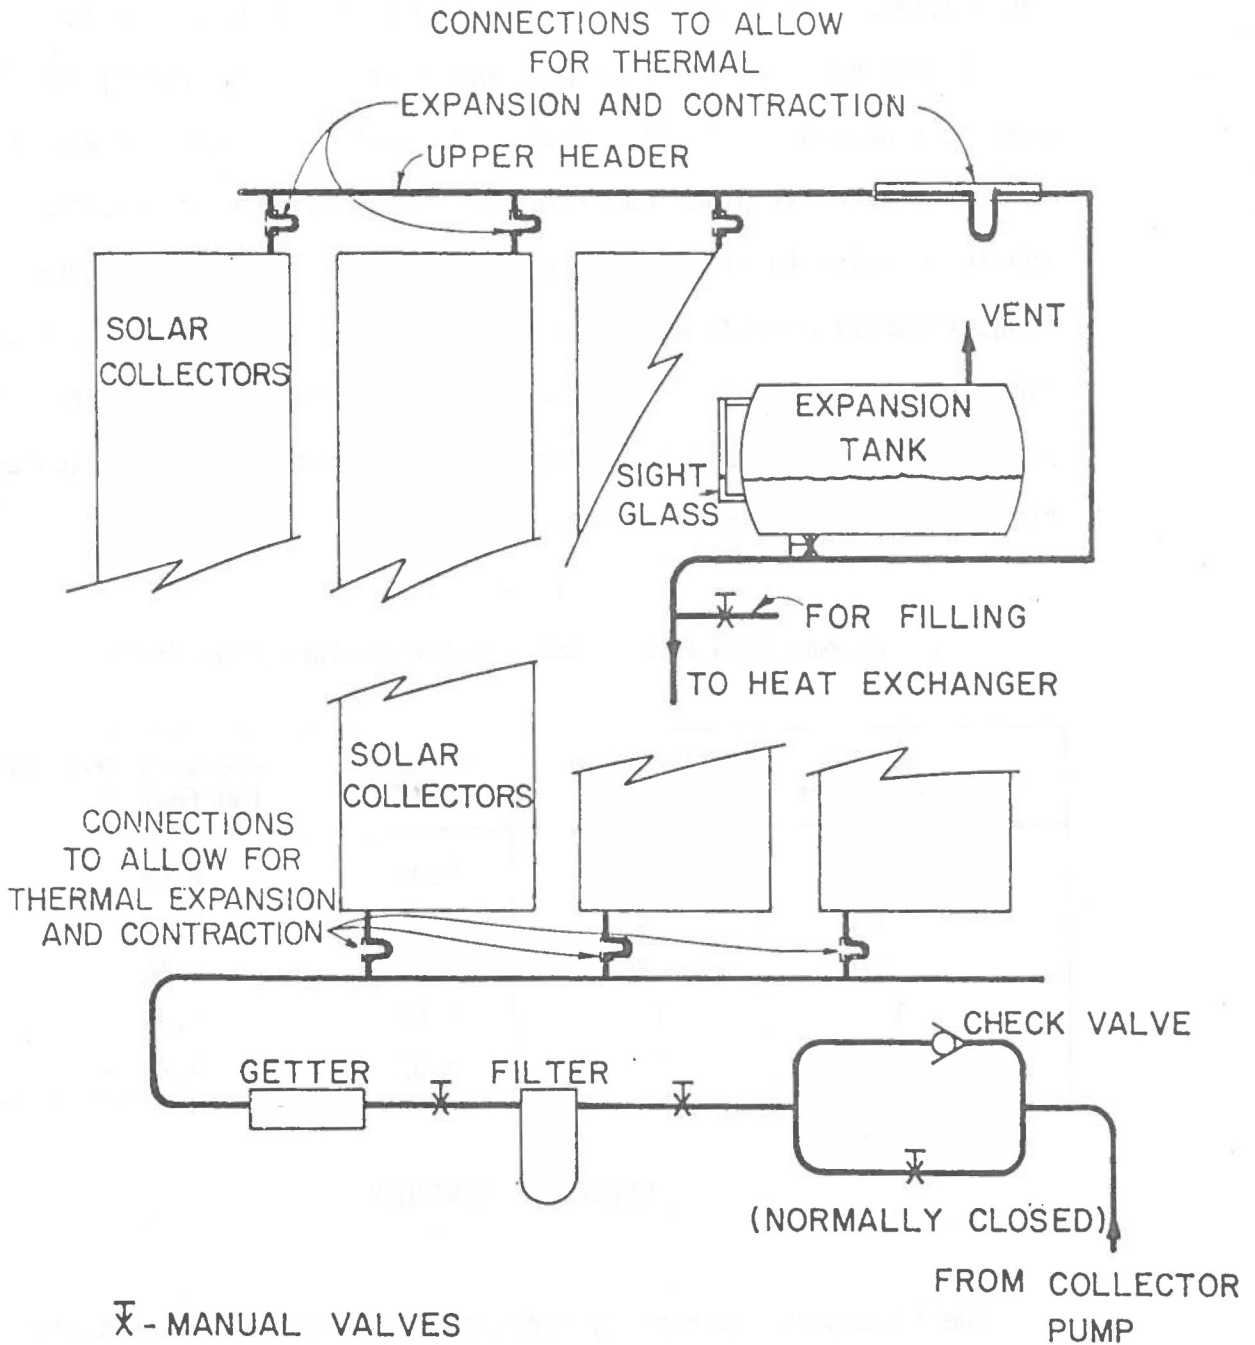 CONNECTIONS TO ALLOW
FOR THERMAL
EXPANSION AND CONTRACTION
UPPER HEADER
SOLAR
COLLECTORS
VENT
EXPANSION
TANK
SIGHT
GLASS
FOR FILLING
TO HEAT EXCHANGER
SOLAR
COLLECTORS
CONNECTIONS
TO ALLOW FOR
THERMAL EXPANSION
AND CONTRACTION
CHECK VALVE
GETTER
FILTER
(NORMALLY CLOSED)
FROM COLLECTOR
PUMP
- MANUAL VALVES